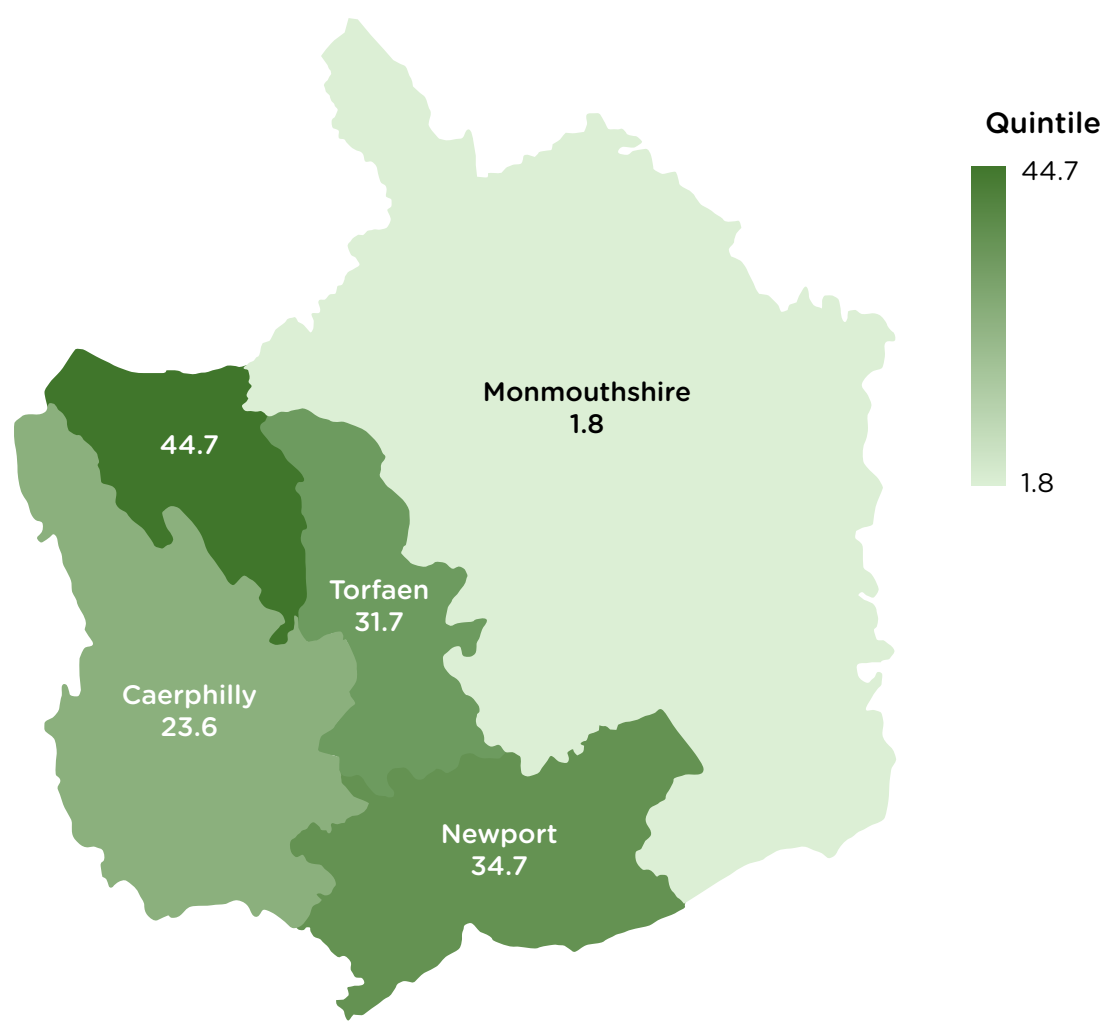 Quintile
44.7
1.8
Monmouthshire
1.8
44.7
Torfaen
31.7
Caerphilly
23.6
Newport
34.7